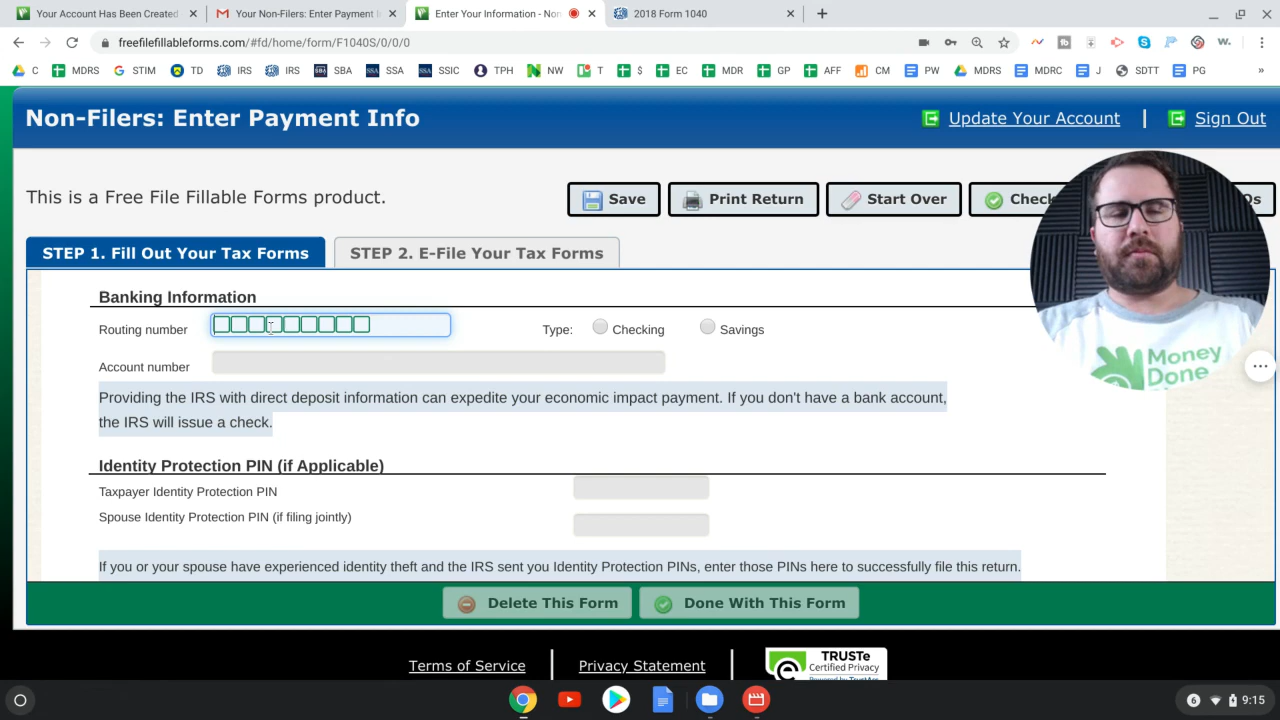 Your Account Has Been Created
Your Non-Filers: Enter Payment I
Enter Your Information - Non
2018 Form 1040
freefilefillableforms.com/#fd/home/form/F1040S/0/0/0
C MDRS STIM TD IRS IRS SBA SSA SSIC TPH NW T $ EC MDR GP AFF CM PW MDRS MDRC J SDTT PG »
Non-Filers: Enter Payment Info
Update Your Account | Sign Out
This is a Free File Fillable Forms product.
Save
Print Return
Start Over
STEP 1. Fill Out Your Tax Forms
STEP 2. E-File Your Tax Forms
Banking Information
Routing number
Type: Checking Savings
Account number
Providing the IRS with direct deposit information can expedite your economic impact payment. If you don't have a bank account,
the IRS will issue a check.
Identity Protection PIN (if Applicable)
Taxpayer Identity Protection PIN
Spouse Identity Protection PIN (if filing jointly)
If you or your spouse have experienced identity theft and the IRS sent you Identity Protection PINs, enter those PINs here to successfully file this return.
Money
Done
Delete This Form
Done With This Form
Terms of Service
Privacy Statement
TRUSTe
Certified Privacy
Powered by TrustArc
6 9:15